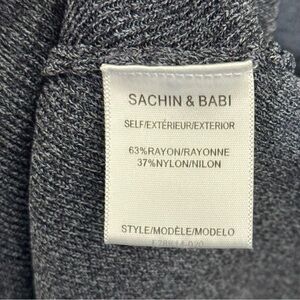 SACHIN & BABI
SELF/EXTÉRIEUR/EXTERIOR
63%RAYON/RAYONNE
37%NYLON/NILON
STYLE/MODÈLE/MODELO